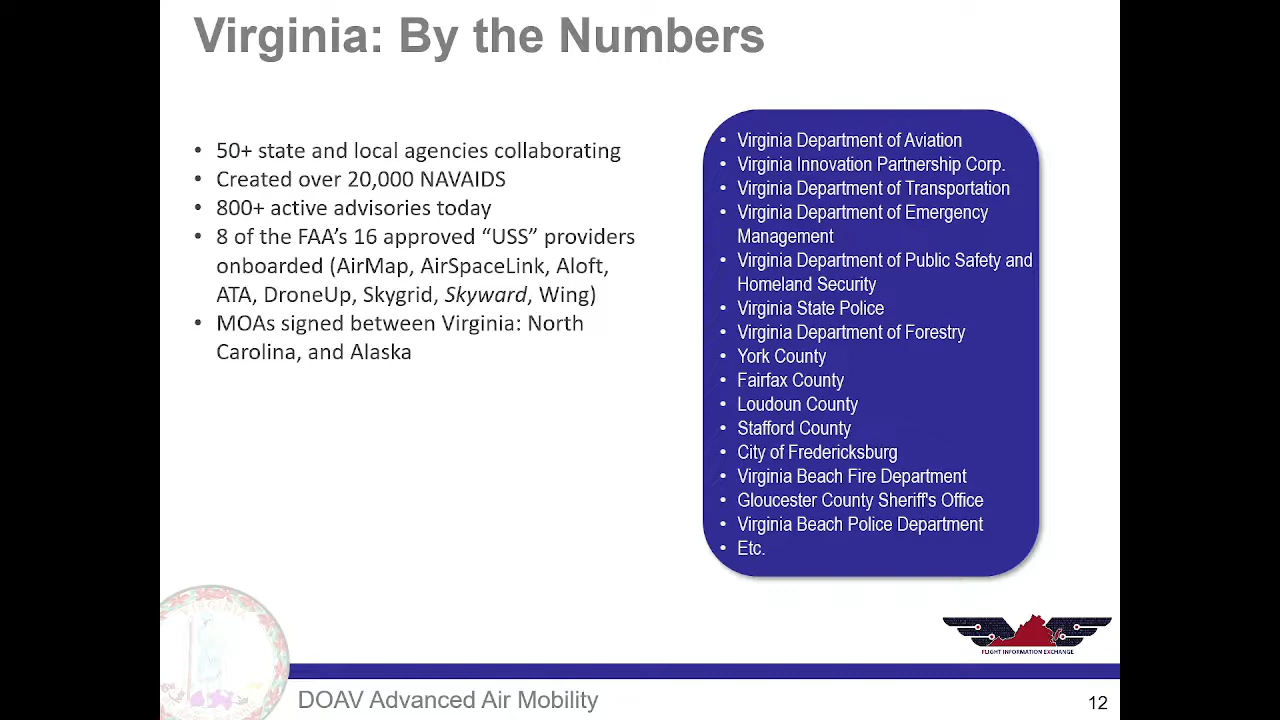 Virginia: By the Numbers
• 50+ state and local agencies collaborating
• Created over 20,000 NAVAIDS
• 800+ active advisories today
• 8 of the FAA’s 16 approved “USS” providers
onboarded (AirMap, AirSpaceLink, Aloft,
ATA, DroneUp, Skygrid, Skyward, Wing)
• MOAs signed between Virginia: North
Carolina, and Alaska
• Virginia Department of Aviation
• Virginia Innovation Partnership Corp.
• Virginia Department of Transportation
• Virginia Department of Emergency
Management
• Virginia Department of Public Safety and
Homeland Security
• Virginia State Police
• Virginia Department of Forestry
• York County
• Fairfax County
• Loudoun County
• Stafford County
• City of Fredericksburg
• Virginia Beach Fire Department
• Gloucester County Sheriff's Office
• Virginia Beach Police Department
• Etc.
VIRGINIA
FLIGHT INFORMATION EXCHANGE
DOAV Advanced Air Mobility
12